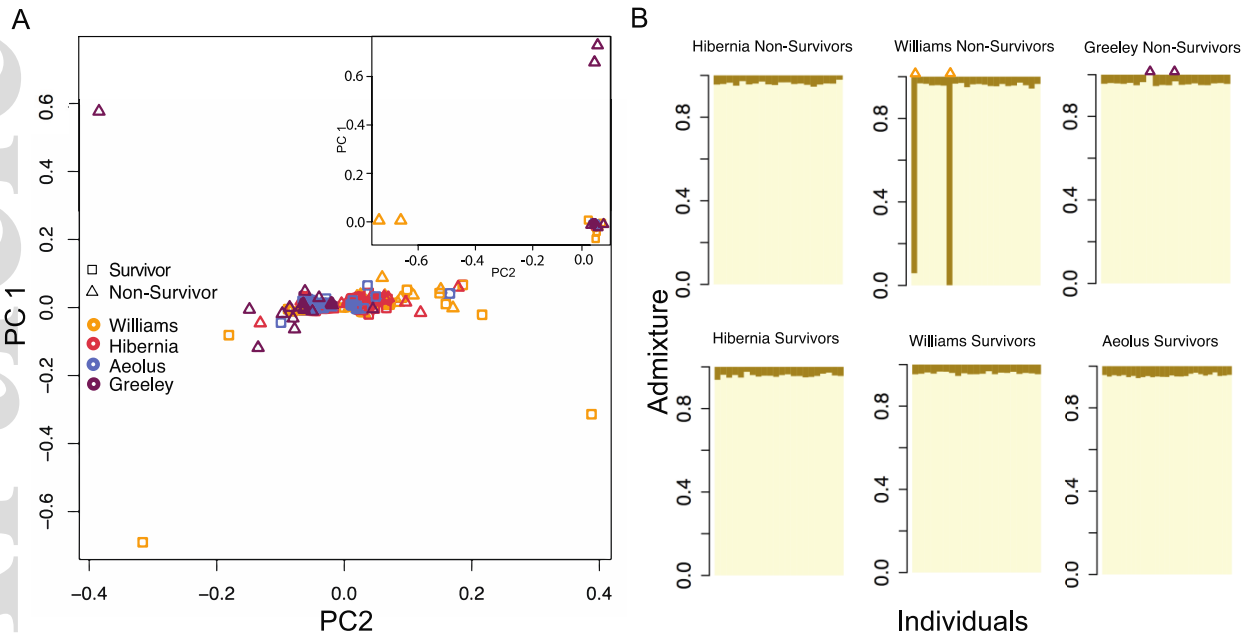 A
PC 1
0.6
0.4
0.2
0.0
−0.2
−0.4
−0.6
−0.4
−0.2
0.0
0.2
0.4
PC2
Survivor
Non-Survivor
Williams
Hibernia
Aeolus
Greeley
PC 1
0.6
0.4
0.2
0.0
-0.6
-0.4
-0.2
0.0
PC2
B
Admixture
Hibernia Non-Survivors
0.8
0.4
0.0
Williams Non-Survivors
0.8
0.4
0.0
Greeley Non-Survivors
0.8
0.4
0.0
Hibernia Survivors
0.8
0.4
0.0
Williams Survivors
0.8
0.4
0.0
Aeolus Survivors
0.8
0.4
0.0
Individuals